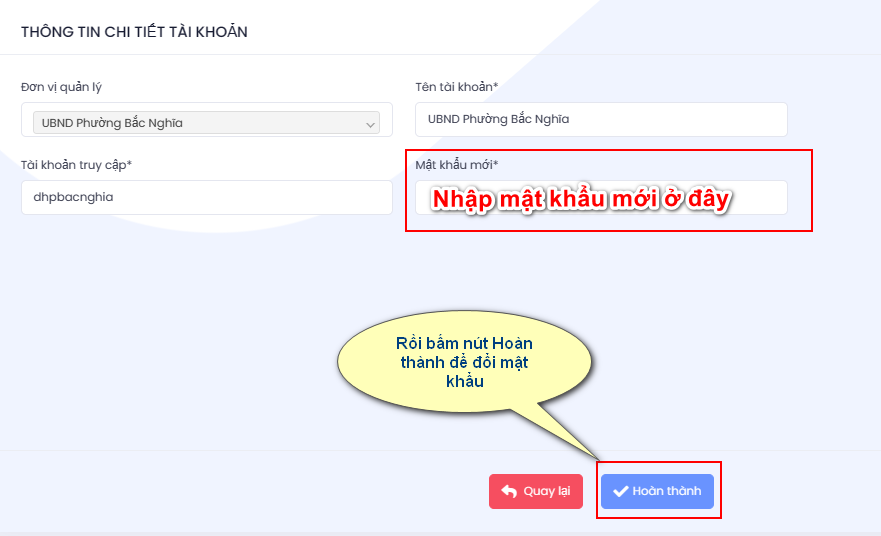 THÔNG TIN CHI TIẾT TÀI KHOẢN
Đơn vị quản lý
Tên tài khoản*
UBND Phường Bắc Nghĩa
UBND Phường Bắc Nghĩa
Tài khoản truy cập*
Mật khẩu mới*
dhpbacnghia
Nhập mật khẩu mới ở đây
Rồi bấm nút Hoàn
thành để đổi mật
khẩu
Quay lại
Hoàn thành